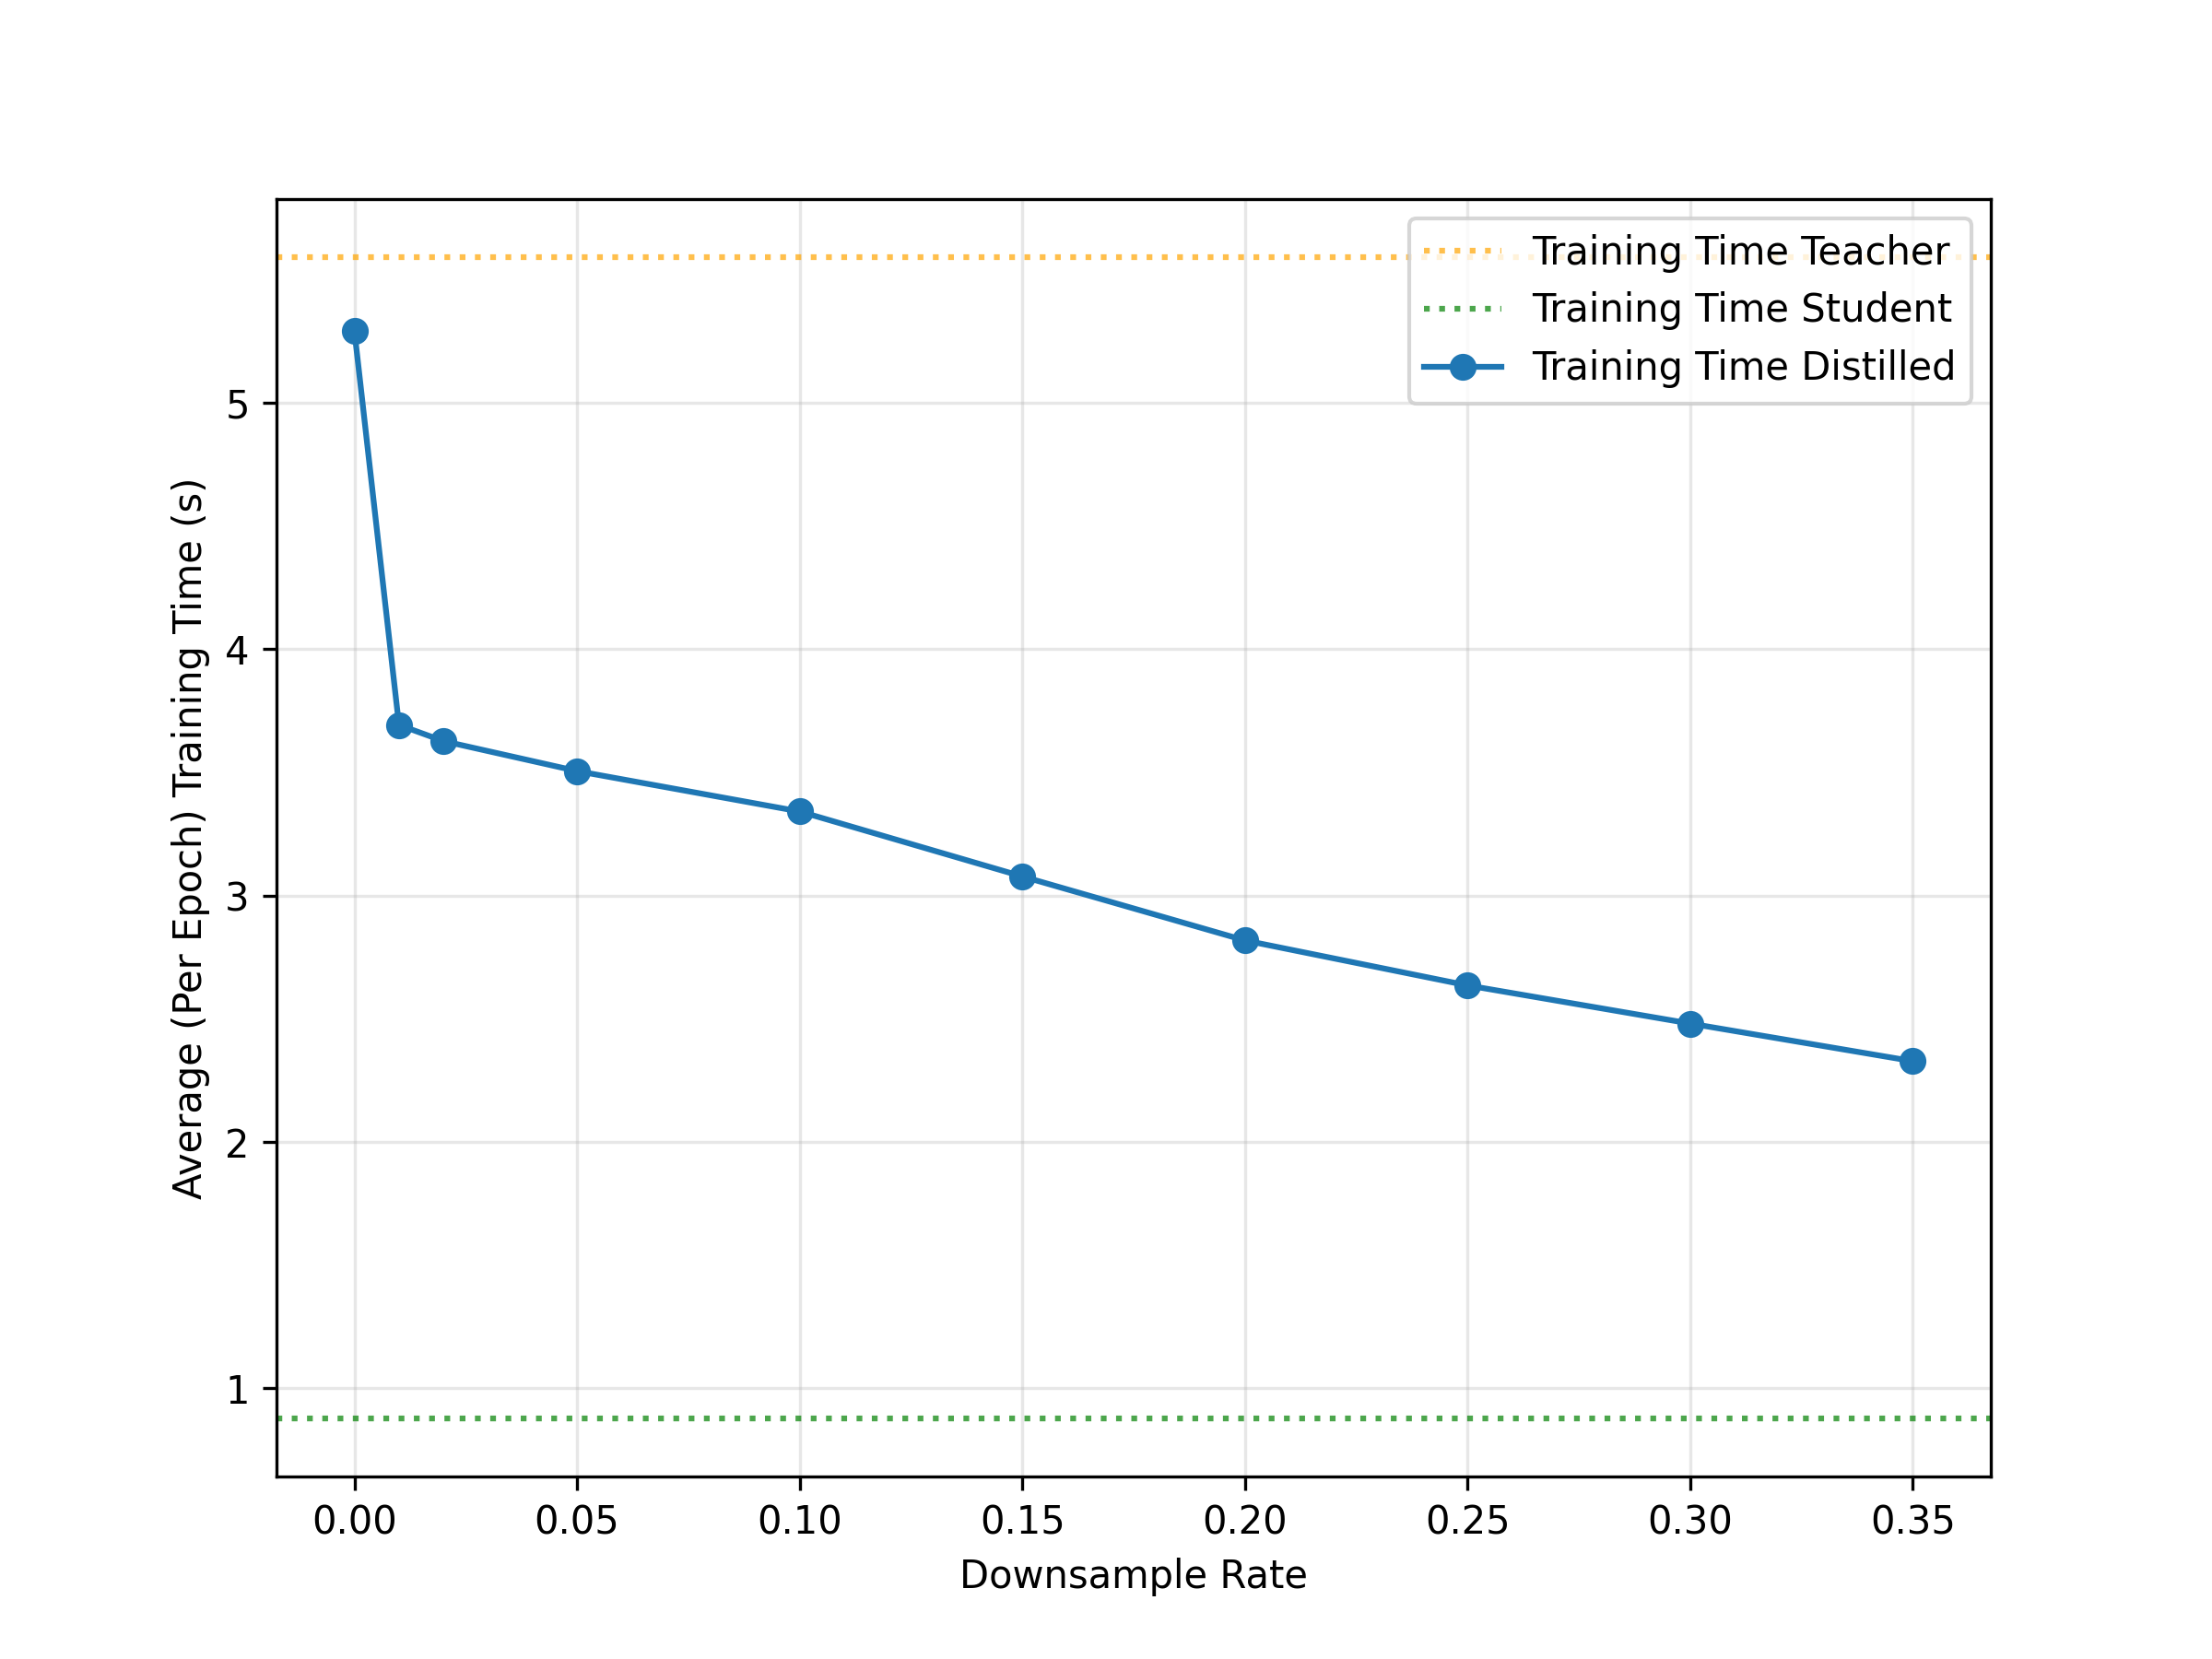 Training Time Teacher
Training Time Student
Training Time Distilled
5
4
3
2
1
Average (Per Epoch) Training Time (s)
0.00 0.05 0.10 0.15 0.20 0.25 0.30 0.35
Downsample Rate